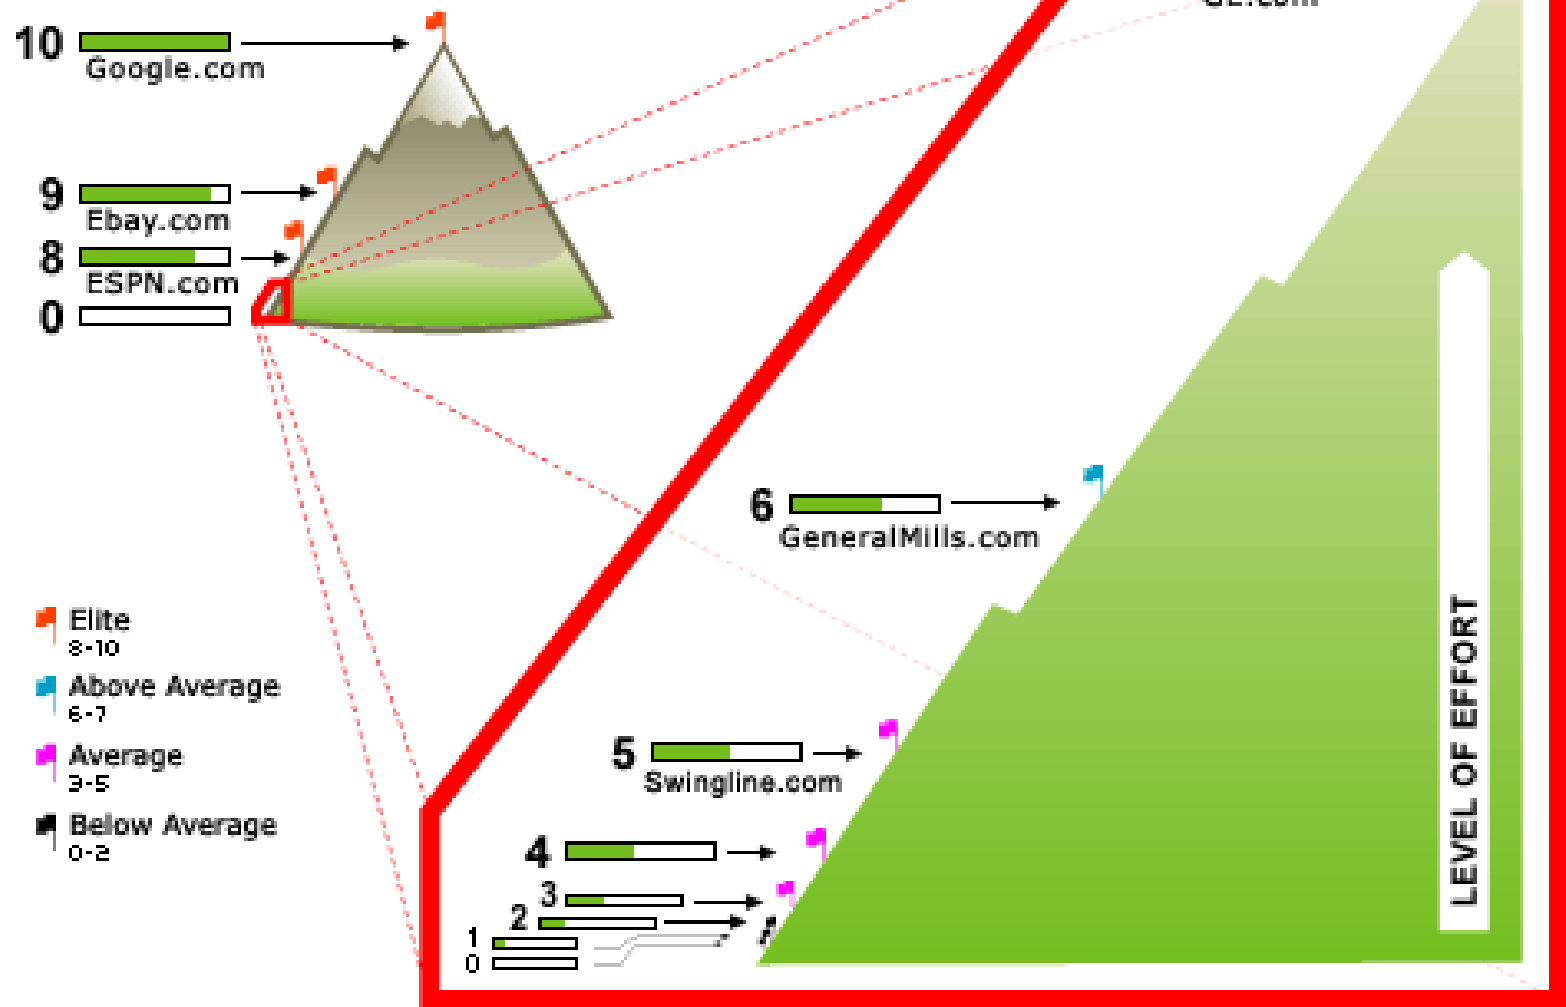 10
Google.com
9
Ebay.com
8
ESPN.com
0
6
GeneralMills.com
Elite
8-10
Above Average
6-7
Average
3-5
Below Average
0-2
5
Swingline.com
4
3
2
1
0
LEVEL OF EFFORT